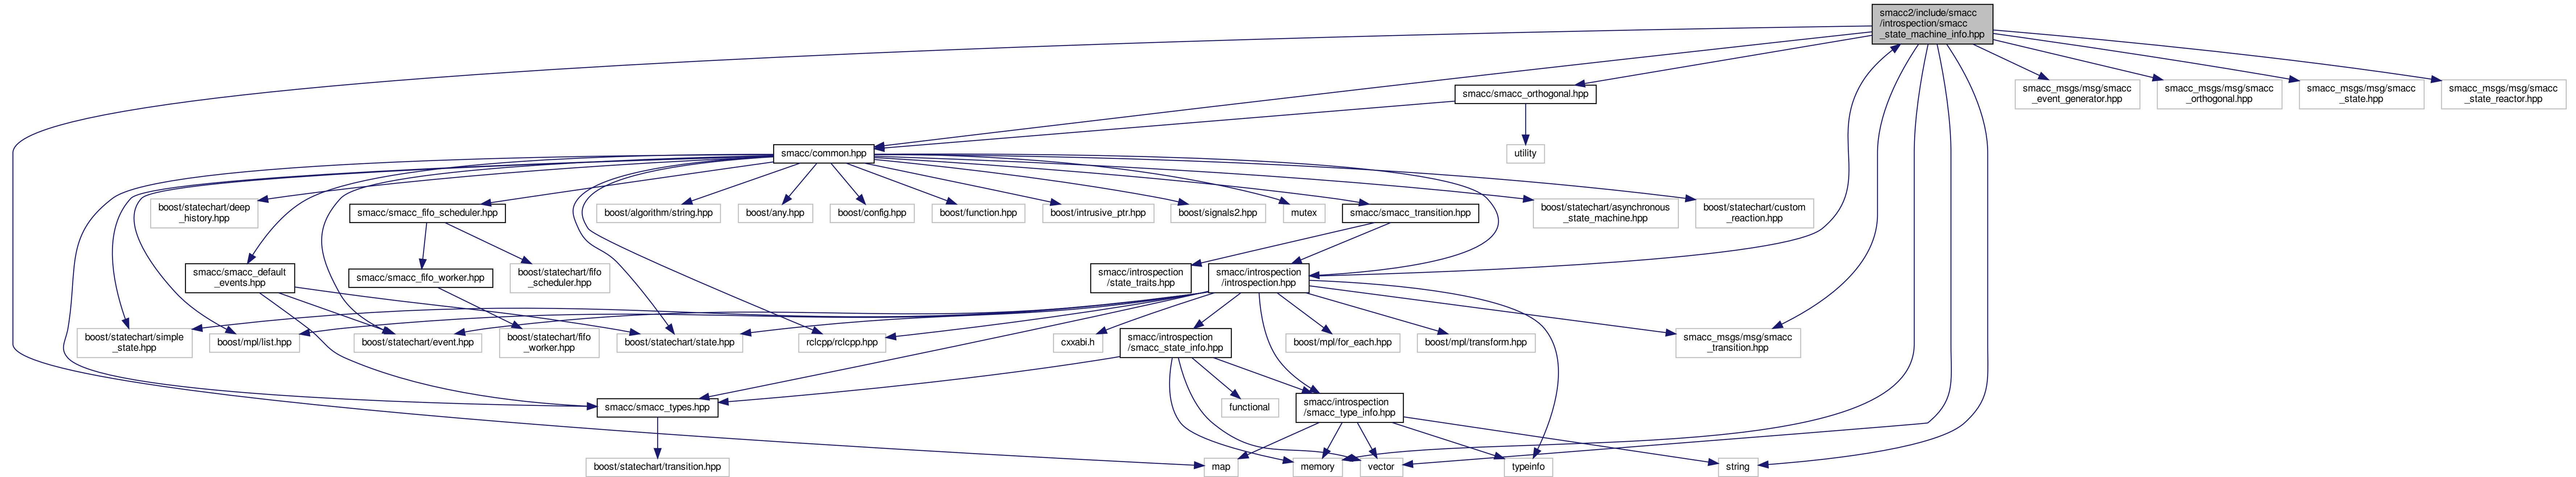 smacc2/include/smacc
/introspection/smacc
_state_machine_info.hpp
smacc/smacc_orthogonal.hpp
smacc_msgs/msg/smacc
_event_generator.hpp
smacc_msgs/msg/smacc
_orthogonal.hpp
smacc_msgs/msg/smacc
_state.hpp
smacc_msgs/msg/smacc
_state_reactor.hpp
smacc/common.hpp
utility
boost/statechart/deep
_history.hpp
smacc/smacc_fifo_scheduler.hpp
boost/algorithm/string.hpp
boost/any.hpp
boost/config.hpp
boost/function.hpp
boost/intrusive_ptr.hpp
boost/signals2.hpp
mutex
smacc/smacc_transition.hpp
boost/statechart/asynchronous
_state_machine.hpp
boost/statechart/custom
_reaction.hpp
smacc/smacc_default
_events.hpp
smacc/smacc_fifo_worker.hpp
boost/statechart/fifo
_scheduler.hpp
smacc/introspection
/state_traits.hpp
smacc/introspection
/introspection.hpp
boost/statechart/simple
_state.hpp
boost/mpl/list.hpp
boost/statechart/event.hpp
boost/statechart/fifo
_worker.hpp
boost/statechart/state.hpp
rclcpp/rclcpp.hpp
cxxabi.h
smacc/introspection
/smacc_state_info.hpp
boost/mpl/for_each.hpp
boost/mpl/transform.hpp
smacc_msgs/msg/smacc
_transition.hpp
smacc/smacc_types.hpp
functional
smacc/introspection
/smacc_type_info.hpp
boost/statechart/transition.hpp
map
memory
vector
typeinfo
string